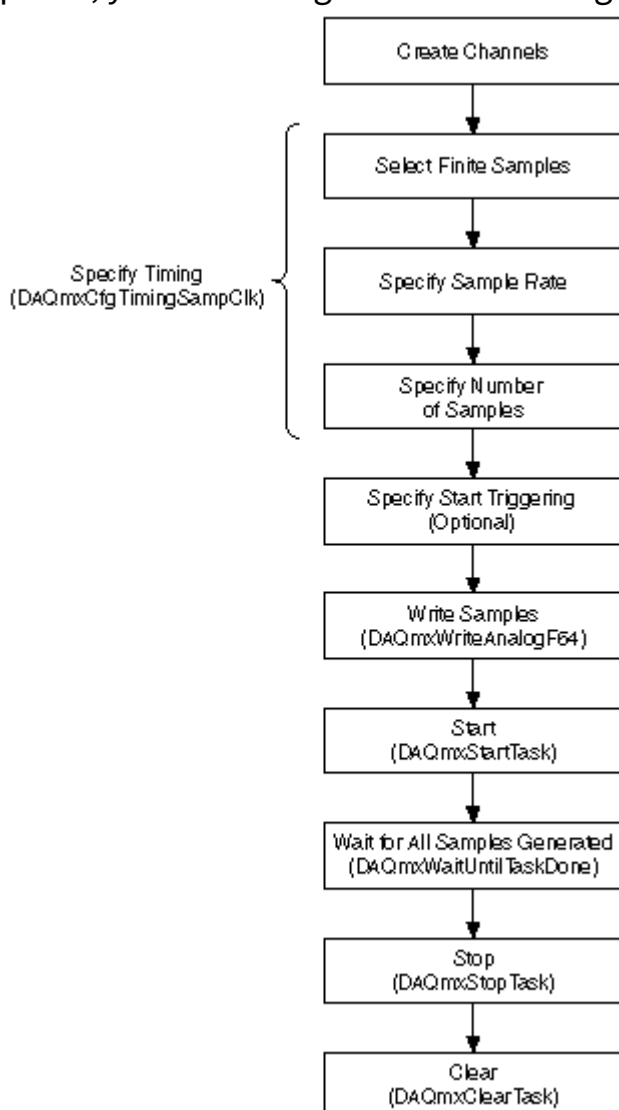 Create Channels
Select Finite Samples
Specify Timing
(DAQmxCfgTimingSampClk)
Specify Sample Rate
Specify Number
of Samples
Specify Start Triggering
(Optional)
Write Samples
(DAQmxWriteAnalogF64)
Start
(DAQmxStartTask)
Wait for All Samples Generated
(DAQmxWaitUntilTaskDone)
Stop
(DAQmxStopTask)
Clear
(DAQmxClearTask)